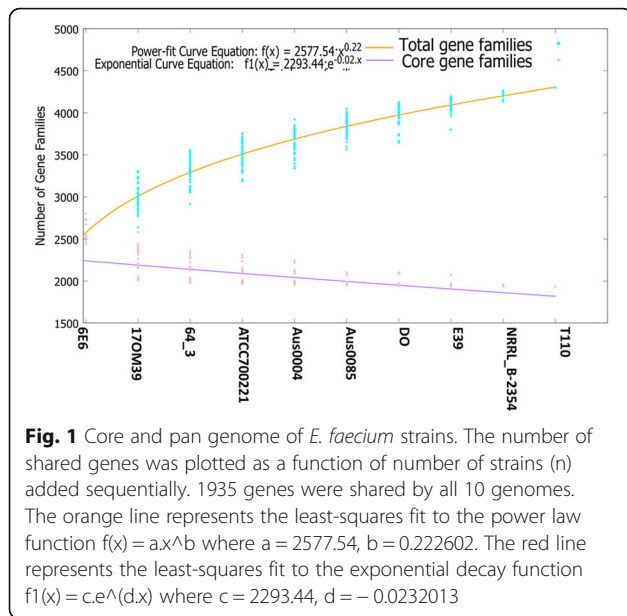 Power-fit Curve Equation: f(x) = 2577.54·x^0.22
Exponential Curve Equation: f1(x) = 2293.44·e^-0.02.x
Total gene families
Core gene families
Number of Gene Families
5000
4500
4000
3500
3000
2500
2000
1500
6E6
17OM39
64_3
ATCC700221
Aus0004
Aus0085
DO
E39
NRRL_B-2354
T110
Fig. 1 Core and pan genome of E. faecium strains. The number of
shared genes was plotted as a function of number of strains (n)
added sequentially. 1935 genes were shared by all 10 genomes.
The orange line represents the least-squares fit to the power law
function f(x) = a.x^b where a = 2577.54, b = 0.222602. The red line
represents the least-squares fit to the exponential decay function
f1(x) = c.e^(d.x) where c = 2293.44, d = − 0.0232013